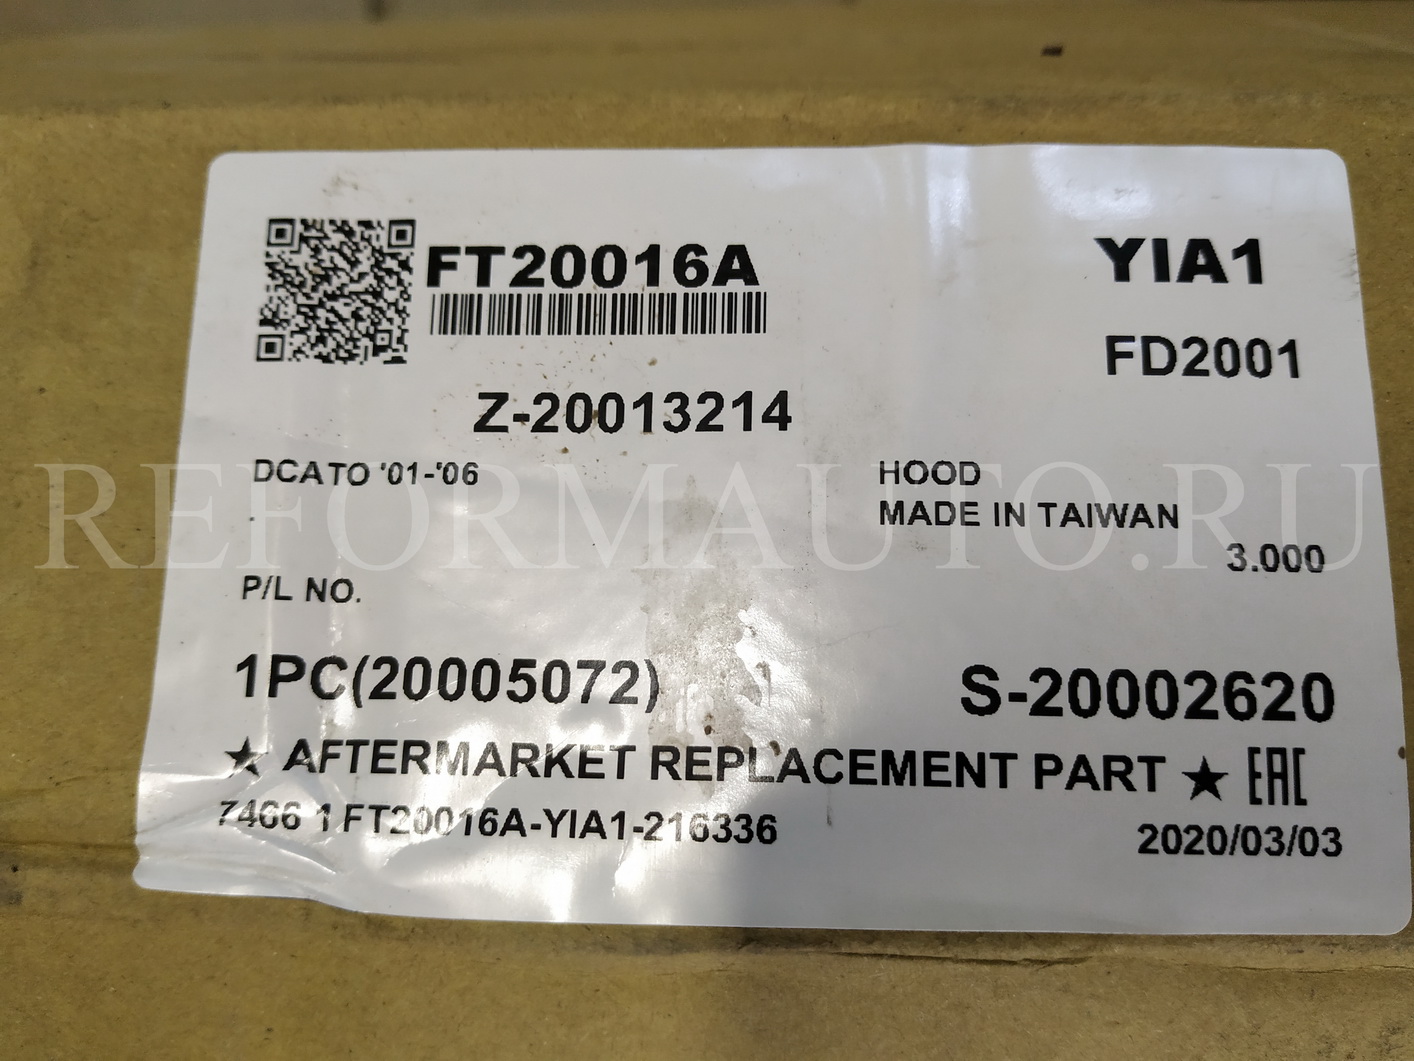 FT20016A
YIA1
FD2001
Z-20013214
DCATO '01-'06
HOOD
MADE IN TAIWAN
REFORMAUTO.RU
3.000
P/L NO.
1PC(20005072)
S-20002620
★ AFTERMARKET REPLACEMENT PART ★ EAC
7466 1 FT20016A-YIA1-216336
2020/03/03